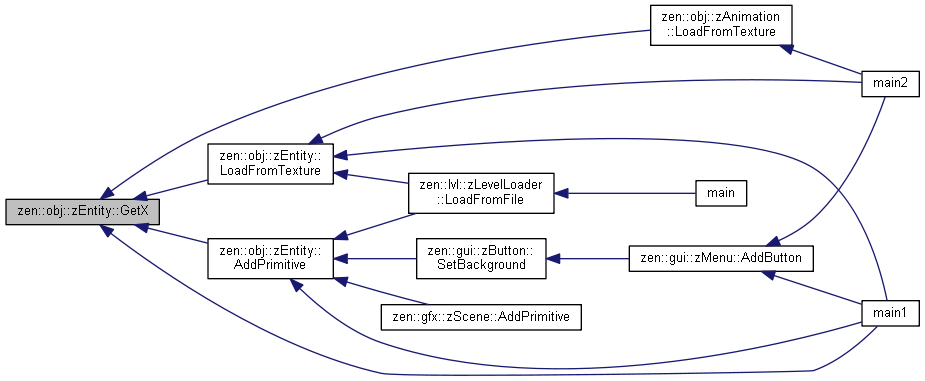 zen::obj::zAnimation
::LoadFromTexture
main2
zen::obj::zEntity::
LoadFromTexture
zen::lvl::zLevelLoader
::LoadFromFile
main
zen::obj::zEntity::GetX
zen::obj::zEntity::
AddPrimitive
zen::gui::zButton::
SetBackground
zen::gui::zMenu::AddButton
zen::gfx::zScene::AddPrimitive
main1